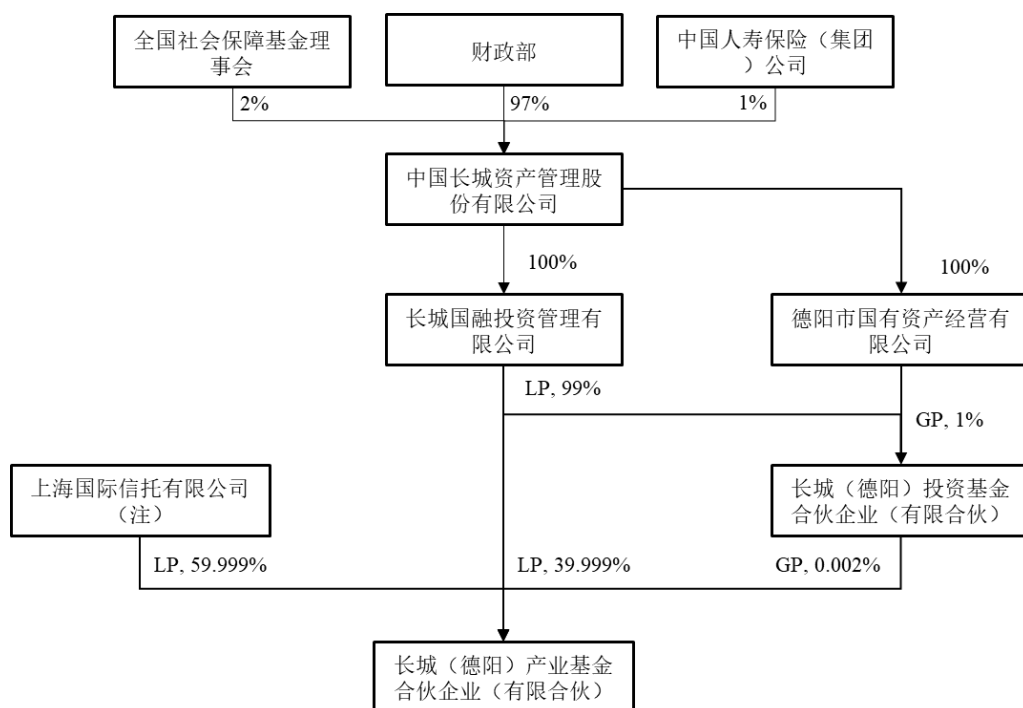 全国社会保障基金理
事会
财政部
中国人寿保险（集团
）公司
2%
97%
1%
中国长城资产管理股
份有限公司
100%
100%
长城国融投资管理有
限公司
德阳市国有资产经营有
限公司
LP, 99%
GP, 1%
上海国际信托有限公司
（注）
长城（德阳）投资基金
合伙企业（有限合伙）
LP, 59.999%
LP, 39.999%
GP, 0.002%
长城（德阳）产业基金
合伙企业（有限合伙）